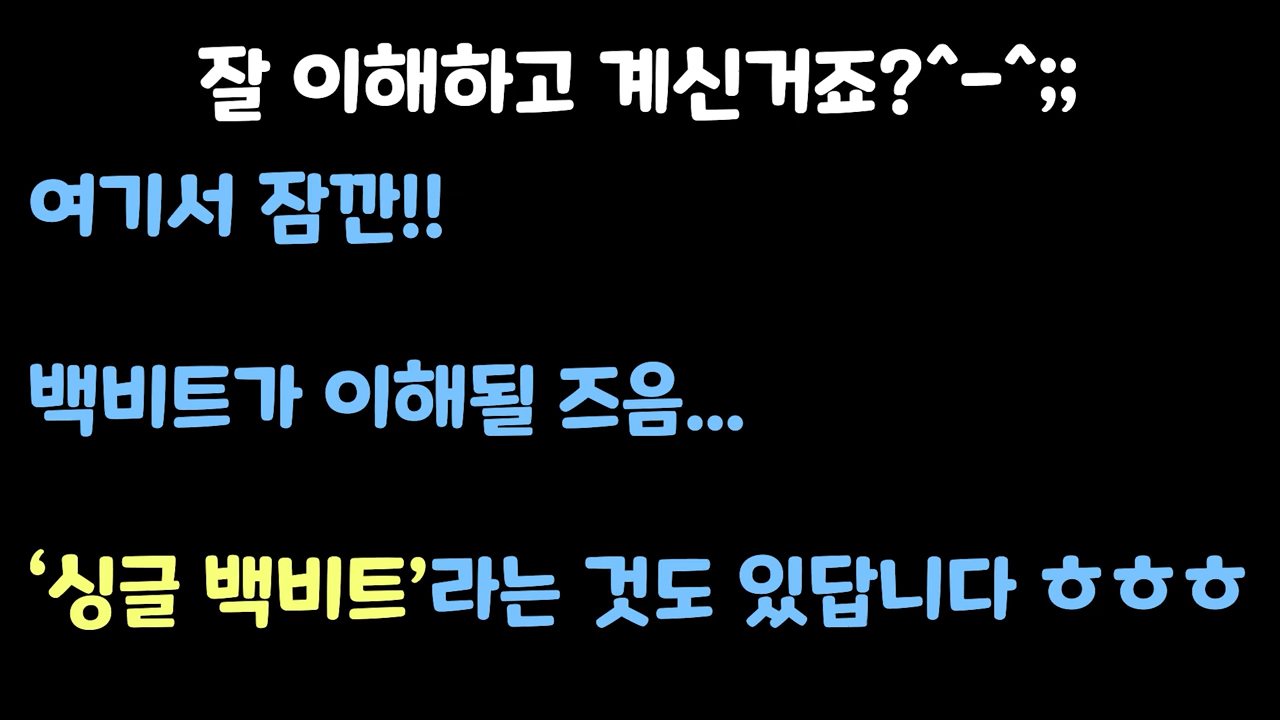 잘 이해하고 계신거죠?^-^;;
여기서 잠깐!!
백비트가 이해될 즈음...
‘싱글 백비트’라는 것도 있답니다 ㅎㅎㅎ